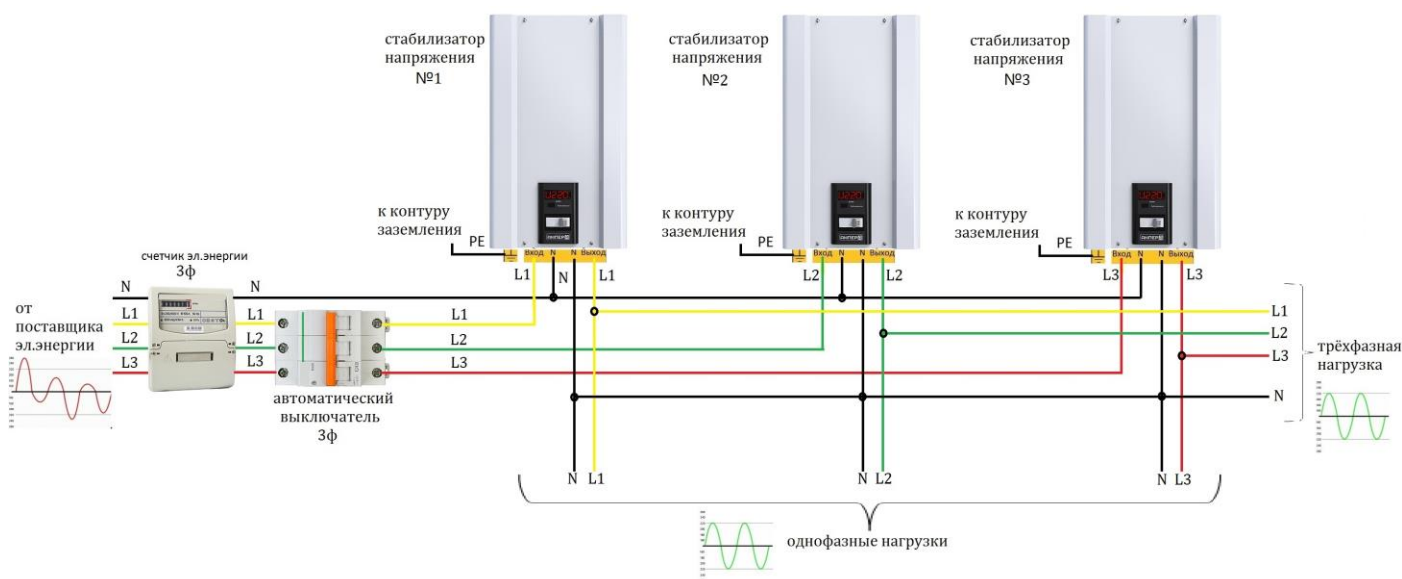 стабилизатор
напряжения
№1
стабилизатор
напряжения
№2
стабилизатор
напряжения
№3
к контуру
заземления
PE
к контуру
заземления
PE
к контуру
заземления
PE
Вход N N Выход
Вход N N Выход
Вход N N Выход
L1 N L1
L2 L2
L3 L3
счетчик эл.энергии
3ф
от
поставщика
эл.энергии
N N
L1 L1 L1
L2 L2 L2
L3 L3 L3
автоматический
выключатель
3ф
L1
L2
L3
N
трёхфазная
нагрузка
N L1
N L2
N L3
однофазные нагрузки